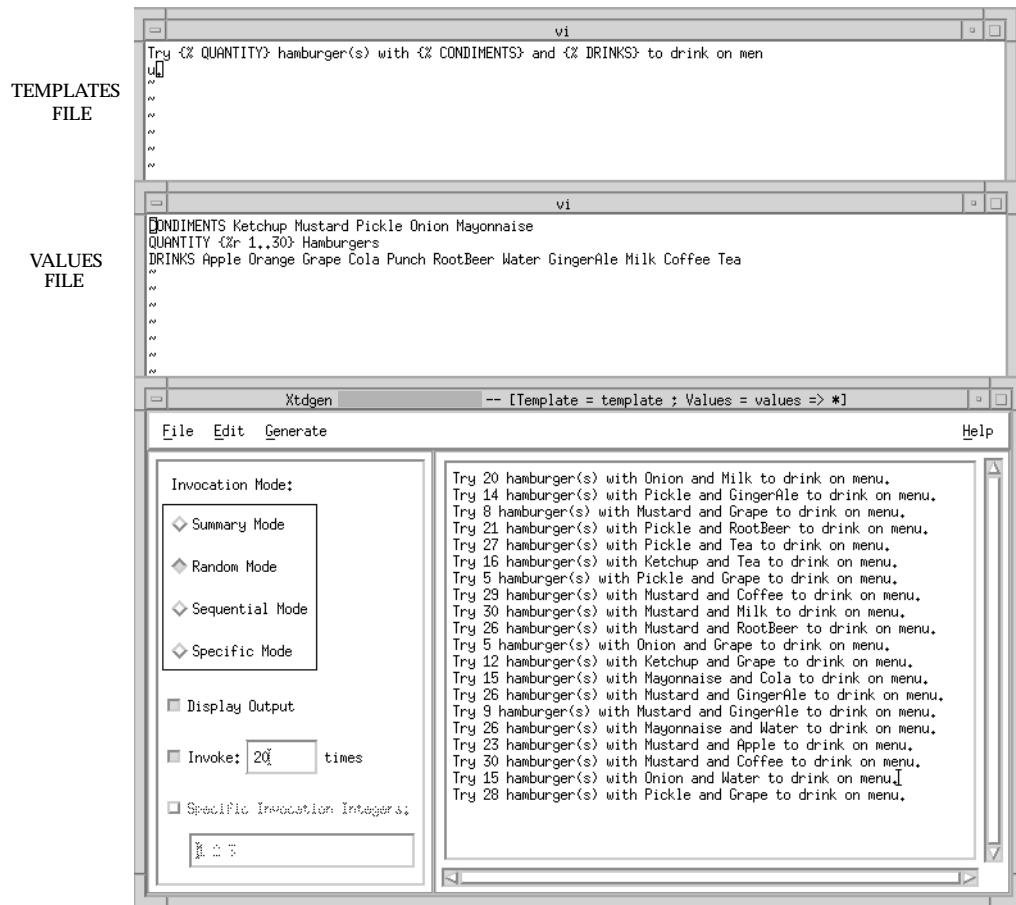 vi
Try {% QUANTITY} hamburger(s) with {% CONDIMENTS} and {% DRINKS} to drink on men
u.
~
~
~
~
~
~
TEMPLATES
FILE
vi
CONDIMENTS Ketchup Mustard Pickle Onion Mayonnaise
QUANTITY {%r 1..30} Hamburgers
DRINKS Apple Orange Grape Cola Punch RootBeer Water GingerAle Milk Coffee Tea
~
~
~
~
~
~
~
VALUES
FILE
Xtdgen -- [Template = template ; Values = values => *]
File Edit Generate Help
Invocation Mode:
Summary Mode
Random Mode
Sequential Mode
Specific Mode
Display Output
Invoke: 20 times
Specific Invocation Integers:
1 2 3
Try 20 hamburger(s) with Onion and Milk to drink on menu.
Try 14 hamburger(s) with Pickle and GingerAle to drink on menu.
Try 8 hamburger(s) with Mustard and Grape to drink on menu.
Try 21 hamburger(s) with Pickle and RootBeer to drink on menu.
Try 27 hamburger(s) with Pickle and Tea to drink on menu.
Try 16 hamburger(s) with Ketchup and Tea to drink on menu.
Try 5 hamburger(s) with Pickle and Grape to drink on menu.
Try 29 hamburger(s) with Mustard and Coffee to drink on menu.
Try 30 hamburger(s) with Mustard and Milk to drink on menu.
Try 26 hamburger(s) with Mustard and RootBeer to drink on menu.
Try 5 hamburger(s) with Onion and Grape to drink on menu.
Try 12 hamburger(s) with Ketchup and Grape to drink on menu.
Try 15 hamburger(s) with Mayonnaise and Cola to drink on menu.
Try 26 hamburger(s) with Mustard and GingerAle to drink on menu.
Try 9 hamburger(s) with Mustard and GingerAle to drink on menu.
Try 26 hamburger(s) with Mayonnaise and Water to drink on menu.
Try 23 hamburger(s) with Mustard and Apple to drink on menu.
Try 30 hamburger(s) with Mustard and Coffee to drink on menu.
Try 15 hamburger(s) with Onion and Water to drink on menu.
Try 28 hamburger(s) with Pickle and Grape to drink on menu.